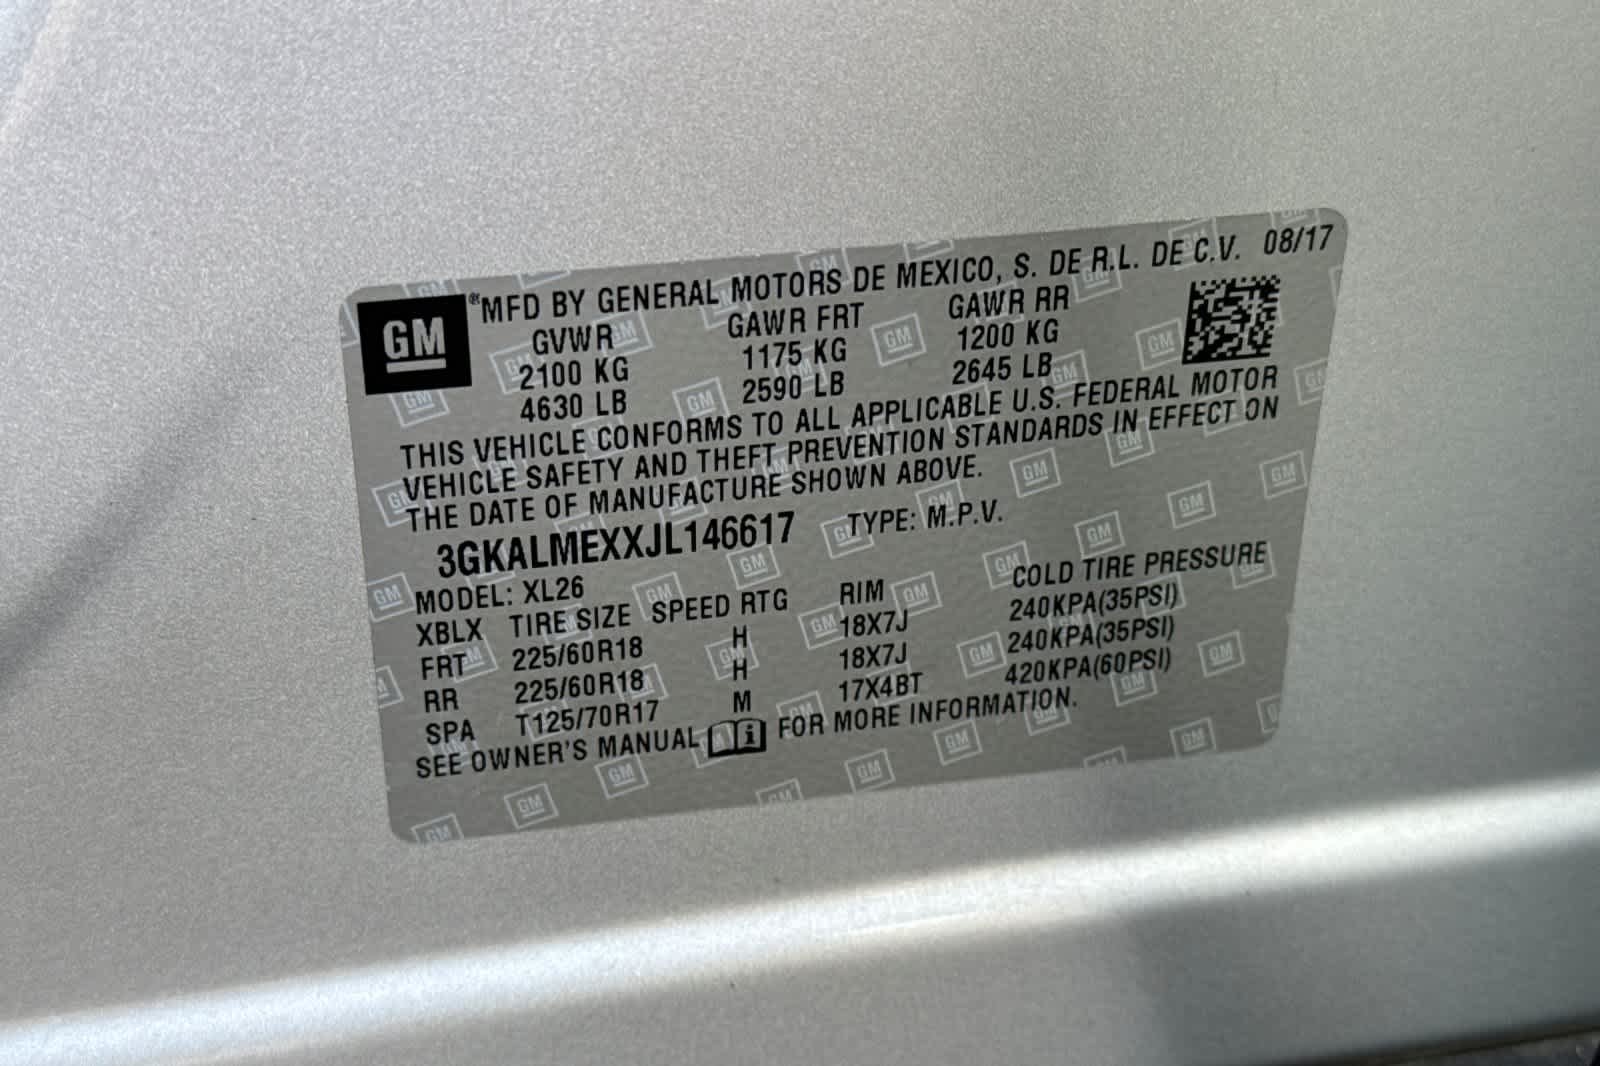 GM ®MFD BY GENERAL MOTORS DE MEXICO, S. DE R.L. DE C.V. 08/17
GVWR GAWR FRT GAWR RR
2100 KG 1175 KG 1200 KG
4630 LB 2590 LB 2645 LB
THIS VEHICLE CONFORMS TO ALL APPLICABLE U.S. FEDERAL MOTOR
VEHICLE SAFETY AND THEFT PREVENTION STANDARDS IN EFFECT ON
THE DATE OF MANUFACTURE SHOWN ABOVE.
3GKALMEXXJL146617 TYPE: M.P.V.
MODEL: XL26
XBLX TIRE SIZE SPEED RTG RIM COLD TIRE PRESSURE
FRT 225/60R18 H 18X7J 240KPA(35PSI)
RR 225/60R18 H 18X7J 240KPA(35PSI)
SPA T125/70R17 M 17X4BT 420KPA(60PSI)
SEE OWNER'S MANUAL i FOR MORE INFORMATION.